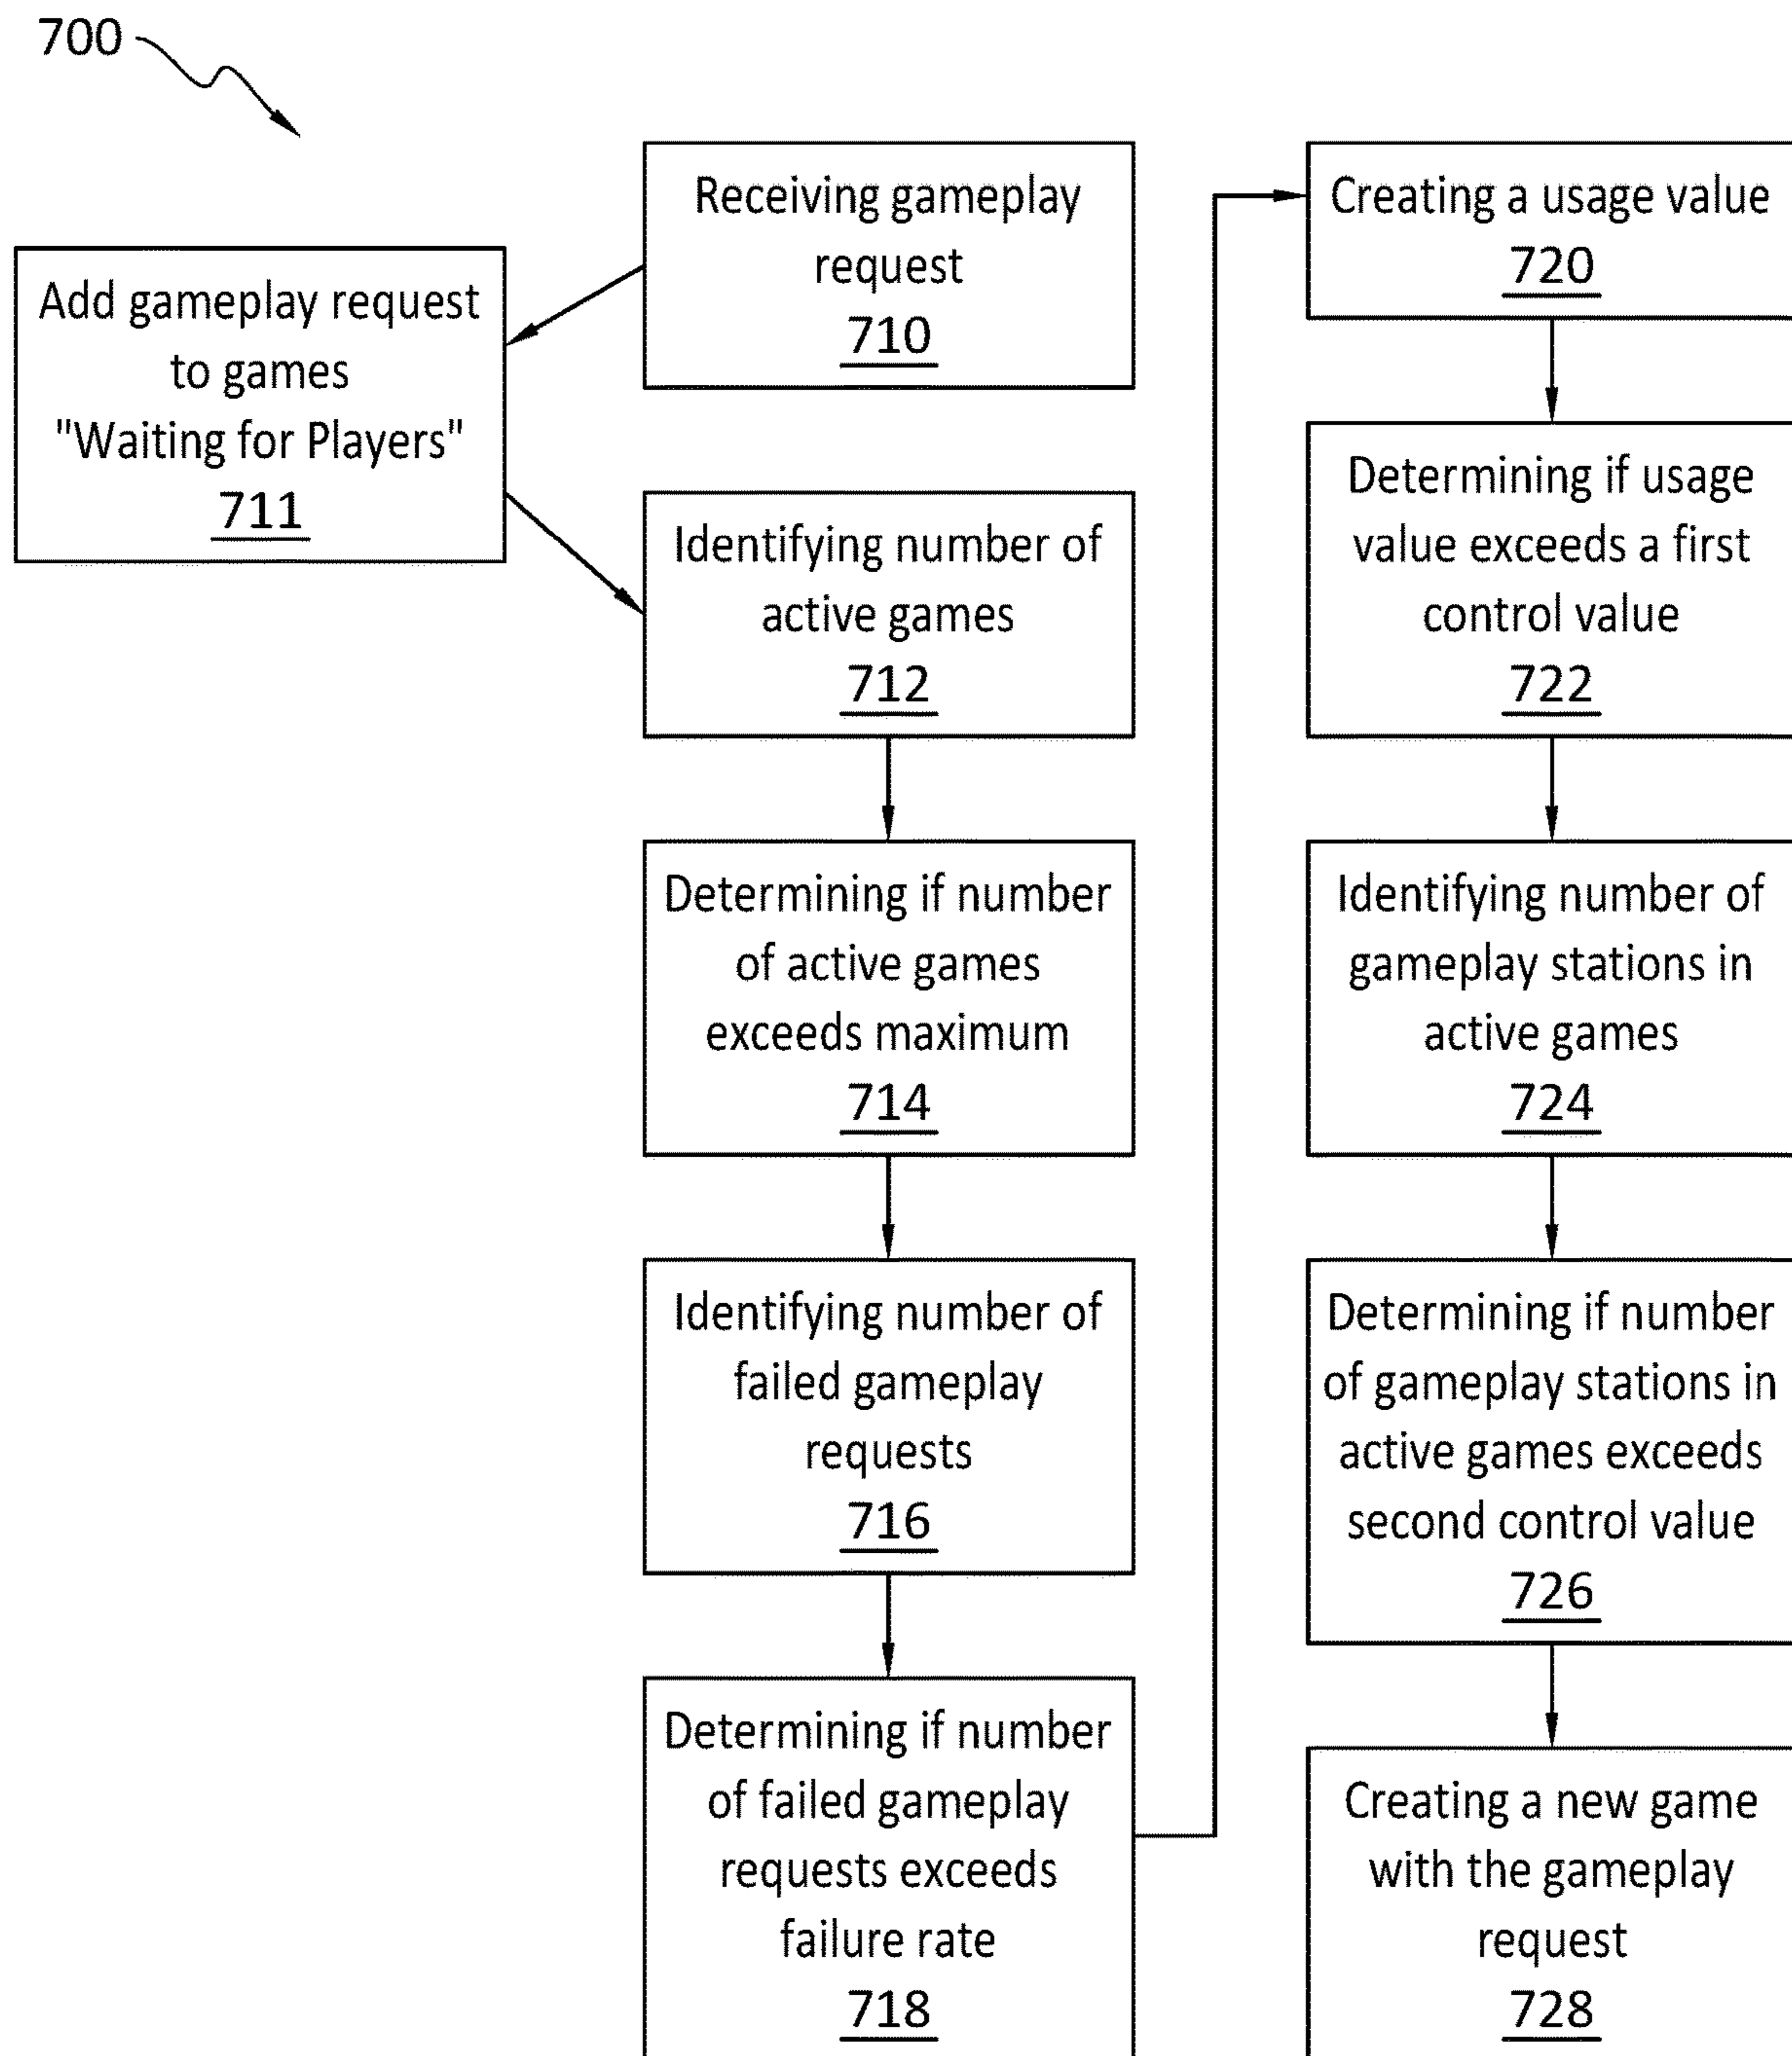 700
Receiving gameplay
request
710
Add gameplay request
to games
"Waiting for Players"
711
Identifying number of
active games
712
Determining if number
of active games
exceeds maximum
714
Identifying number of
failed gameplay
requests
716
Determining if number
of failed gameplay
requests exceeds
failure rate
718
Creating a usage value
720
Determining if usage
value exceeds a first
control value
722
Identifying number of
gameplay stations in
active games
724
Determining if number
of gameplay stations in
active games exceeds
second control value
726
Creating a new game
with the gameplay
request
728